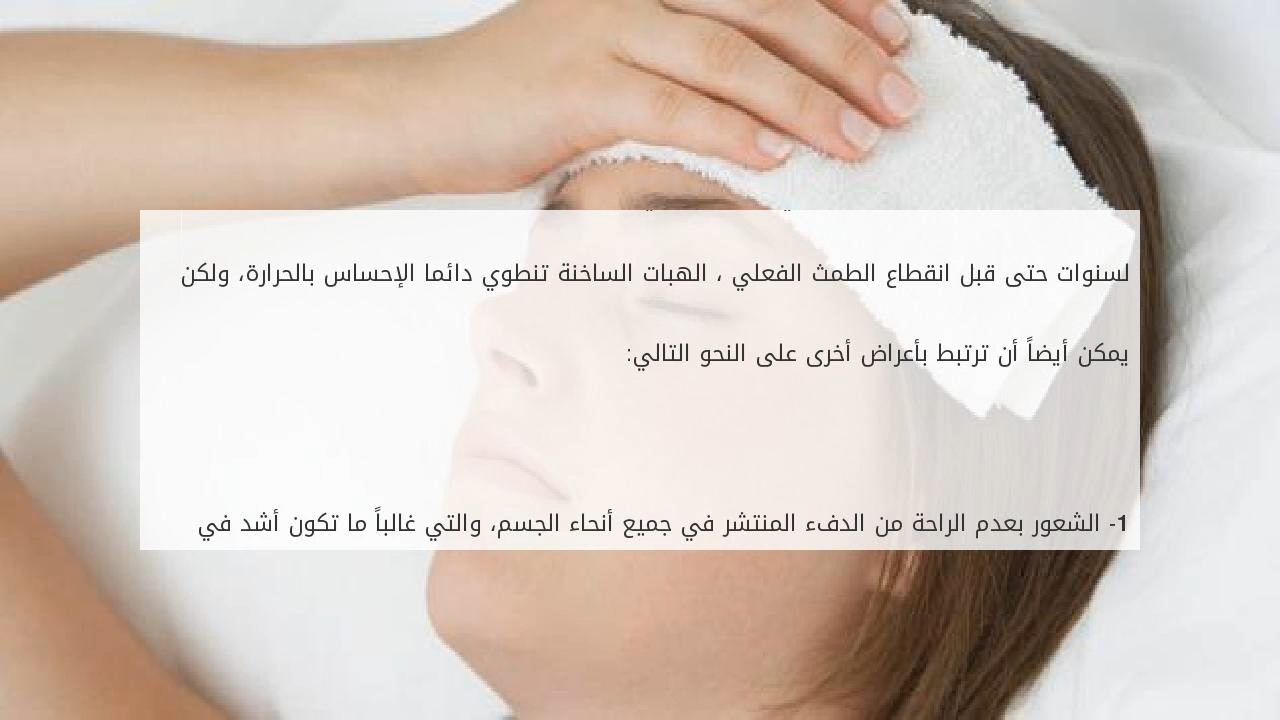 لسنوات حتى قبل انقطاع الطمث الفعلي ، الهبات الساخنة تنطوي دائما الإحساس بالحرارة، ولكن
يمكن أيضاً أن ترتبط بأعراض أخرى على النحو التالي:
1- الشعور بعدم الراحة من الدفء المنتشر في جميع أنحاء الجسم، والتي غالباً ما تكون أشد في